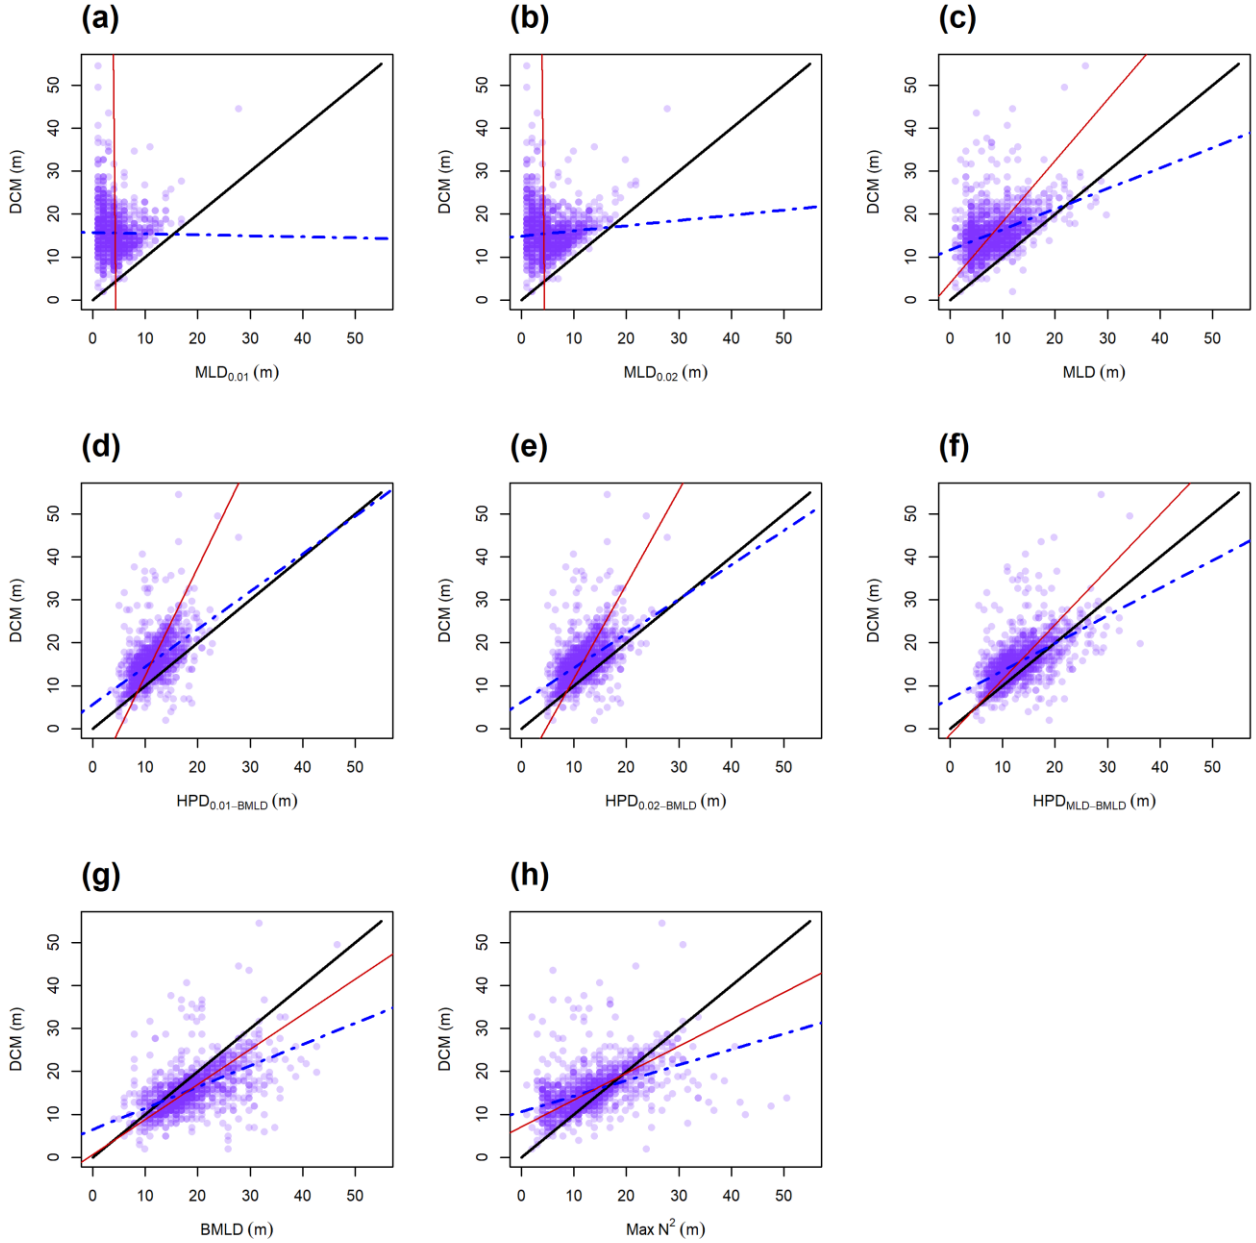 (a) (b) (c)
DCM (m) 0 10 20 30 40 50
0 10 20 30 40 50
MLD0.01 (m)
DCM (m) 0 10 20 30 40 50
0 10 20 30 40 50
MLD0.02 (m)
DCM (m) 0 10 20 30 40 50
0 10 20 30 40 50
MLD (m)
(d) (e) (f)
DCM (m) 0 10 20 30 40 50
0 10 20 30 40 50
HPD0.01–BMLD (m)
DCM (m) 0 10 20 30 40 50
0 10 20 30 40 50
HPD0.02–BMLD (m)
DCM (m) 0 10 20 30 40 50
0 10 20 30 40 50
HPDMLD–BMLD (m)
(g) (h)
DCM (m) 0 10 20 30 40 50
0 10 20 30 40 50
BMLD (m)
DCM (m) 0 10 20 30 40 50
0 10 20 30 40 50
Max N² (m)